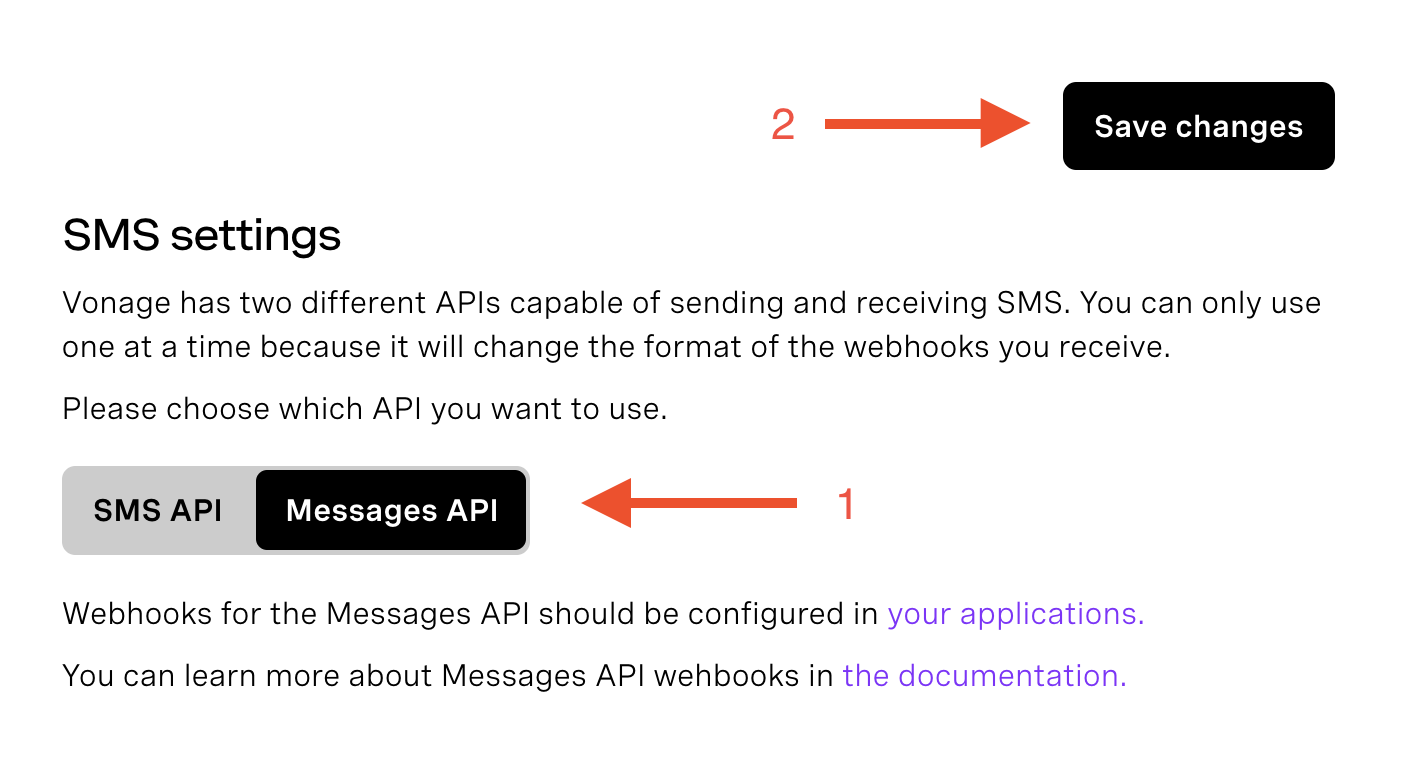 2
Save changes
SMS settings
Vonage has two different APIs capable of sending and receiving SMS. You can only use
one at a time because it will change the format of the webhooks you receive.
Please choose which API you want to use.
SMS API
Messages API
1
Webhooks for the Messages API should be configured in your applications.
You can learn more about Messages API wehbooks in the documentation.